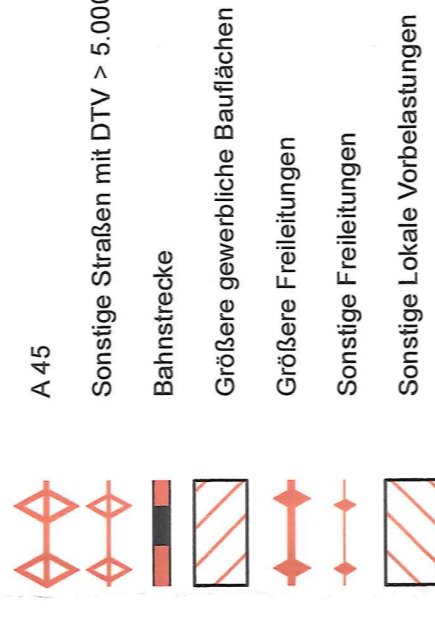 A 45
Sonstige Straßen mit DTV > 5.000
Bahnstrecke
Größere gewerbliche Bauflächen
Größere Freileitungen
Sonstige Freileitungen
Sonstige Lokale Vorbelastungen